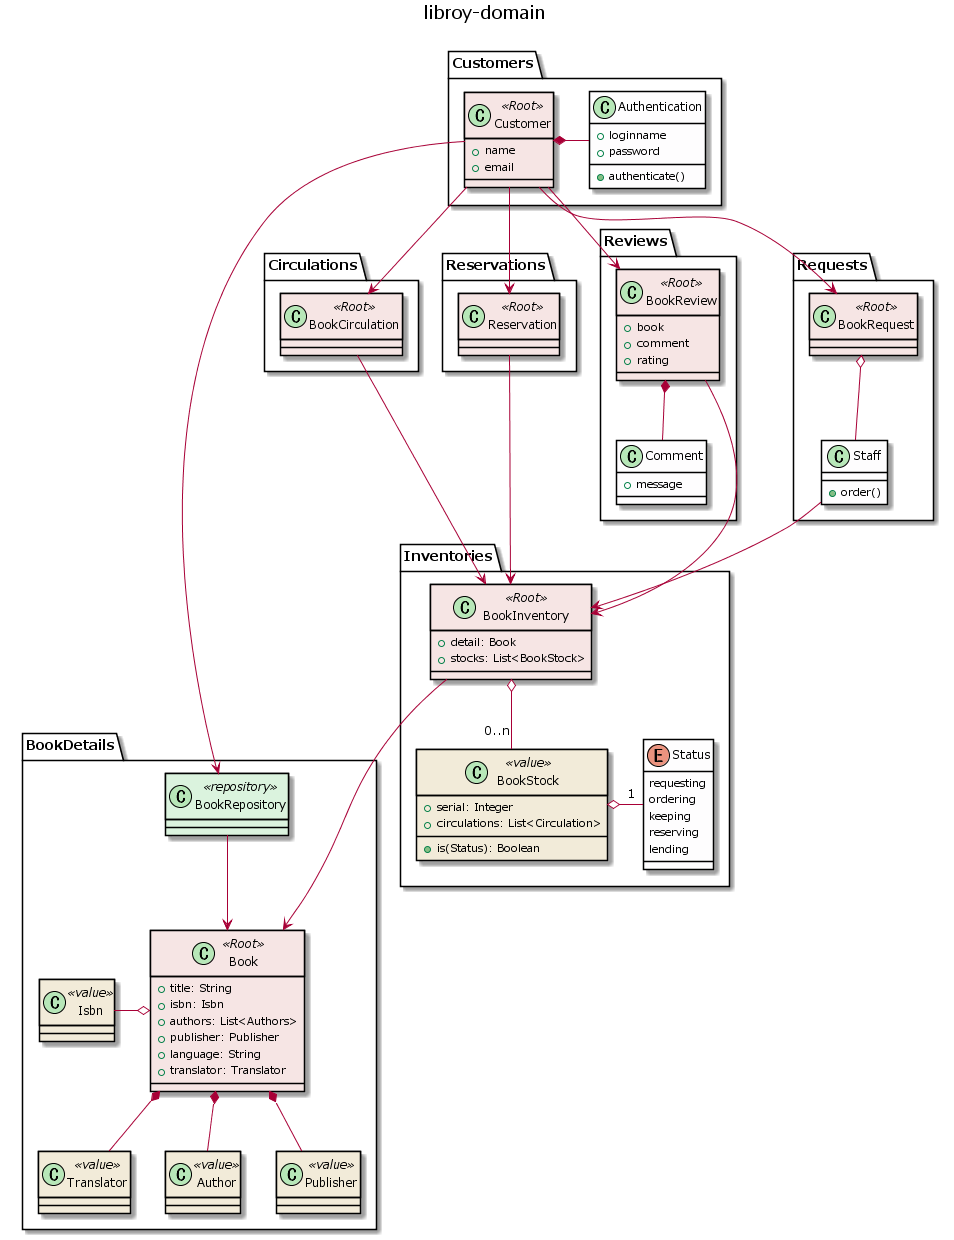 libroy-domain
Customers
«Root»
Customer
name
email
Authentication
loginname
password
authenticate()
Circulations
«Root»
BookCirculation
Reservations
«Root»
Reservation
Reviews
«Root»
BookReview
book
comment
rating
Comment
message
Requests
«Root»
BookRequest
Staff
order()
Inventories
«Root»
BookInventory
detail: Book
stocks: List<BookStock>
0..n
«value»
BookStock
serial: Integer
circulations: List<Circulation>
is(Status): Boolean
1
Status
requesting
ordering
keeping
reserving
lending
BookDetails
«repository»
BookRepository
«Root»
Book
title: String
isbn: Isbn
authors: List<Authors>
publisher: Publisher
language: String
translator: Translator
«value»
Isbn
«value»
Translator
«value»
Author
«value»
Publisher